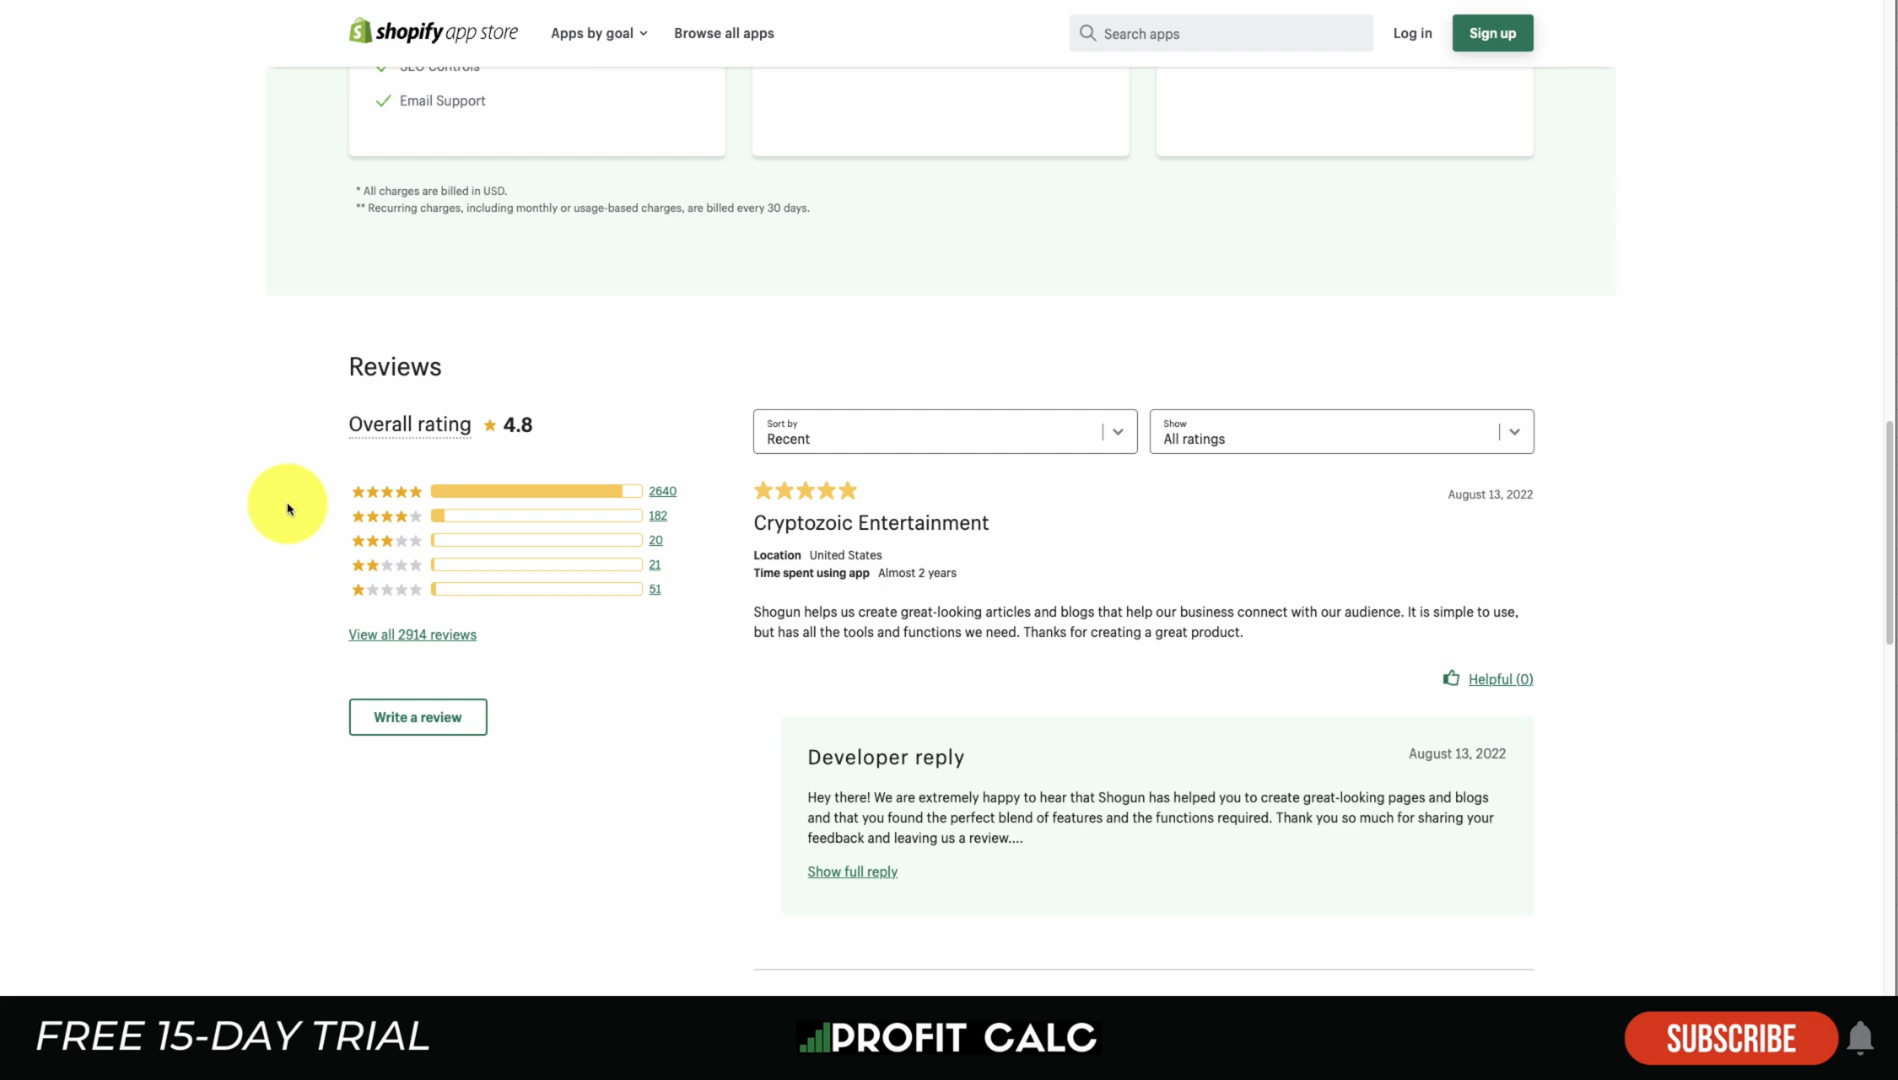 shopify app store
Apps by goal
Browse all apps
Search apps
Log in
Sign up
SEO Controls
Email Support
* All charges are billed in USD.
** Recurring charges, including monthly or usage-based charges, are billed every 30 days.
Reviews
Overall rating 4.8
2640
182
20
21
51
View all 2914 reviews
Write a review
Sort by
Recent
Show
All ratings
August 13, 2022
Cryptozoic Entertainment
Location United States
Time spent using app Almost 2 years
Shogun helps us create great-looking articles and blogs that help our business connect with our audience. It is simple to use,
but has all the tools and functions we need. Thanks for creating a great product.
Helpful (0)
Developer reply
August 13, 2022
Hey there! We are extremely happy to hear that Shogun has helped you to create great-looking pages and blogs
and that you found the perfect blend of features and the functions required. Thank you so much for sharing your
feedback and leaving us a review....
Show full reply
FREE 15-DAY TRIAL
PROFIT CALC
SUBSCRIBE